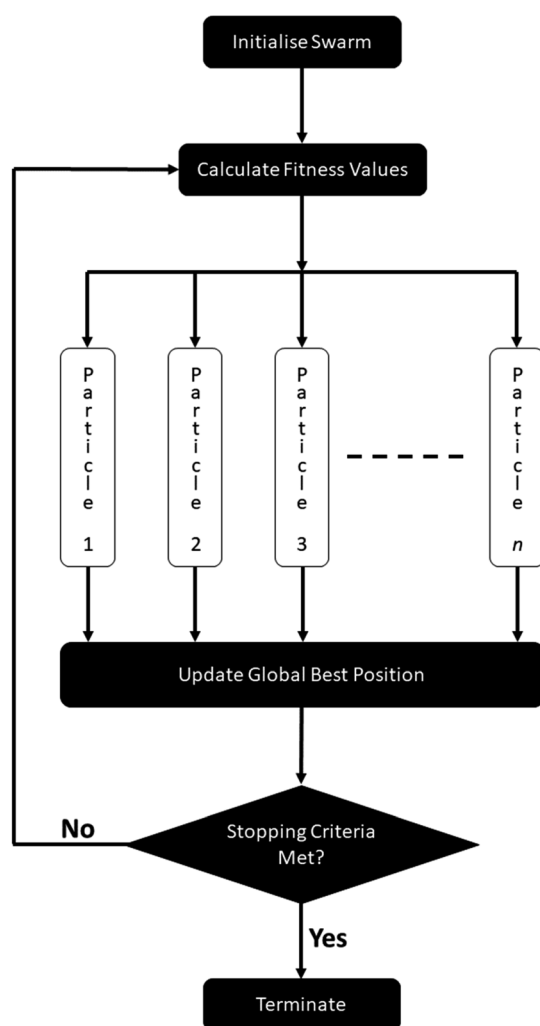 Initialise Swarm
Calculate Fitness Values
Particle 1
Particle 2
Particle 3
Particle n
Update Global Best Position
Stopping Criteria
Met?
No
Yes
Terminate